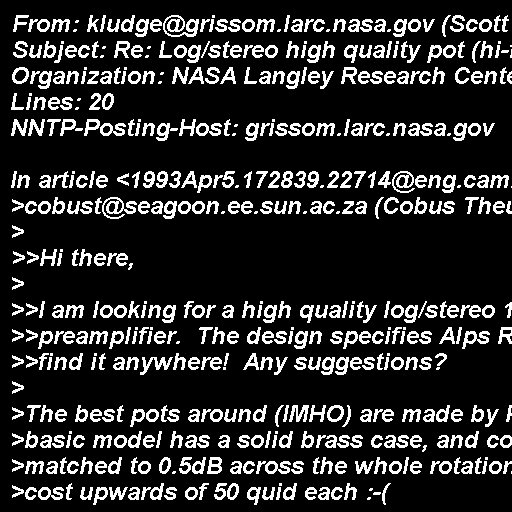 From: kludge@grissom.larc.nasa.gov (Scott
Subject: Re: Log/stereo high quality pot (hi-
Organization: NASA Langley Research Cente
Lines: 20
NNTP-Posting-Host: grissom.larc.nasa.gov

In article <1993Apr5.172839.22714@eng.cam.
>cobust@seagoon.ee.sun.ac.za (Cobus Theu
>
>>Hi there,
>
>>I am looking for a high quality log/stereo 1
>>preamplifier.  The design specifies Alps R
>>find it anywhere!  Any suggestions?
>
>The best pots around (IMHO) are made by
>basic model has a solid brass case, and co
>matched to 0.5dB across the whole rotation
>cost upwards of 50 quid each :-(